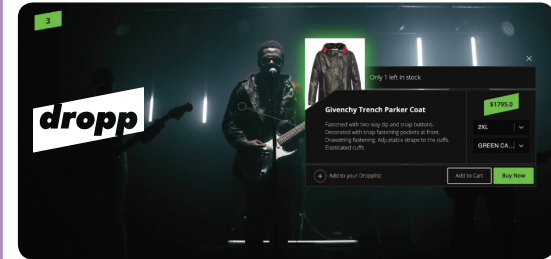 3
dropp
Only 1 left in stock
Givenchy Trench Parker Coat
Fastened with two-way zip and snap buttons.
Decorated with snap fastening pockets at front.
Drawstring fastening. Adjustable straps to the cuffs.
Elasticated cuffs
$1795.0
2XL
GREEN CA...
Add to your Dropplist
Add to Cart
Buy Now